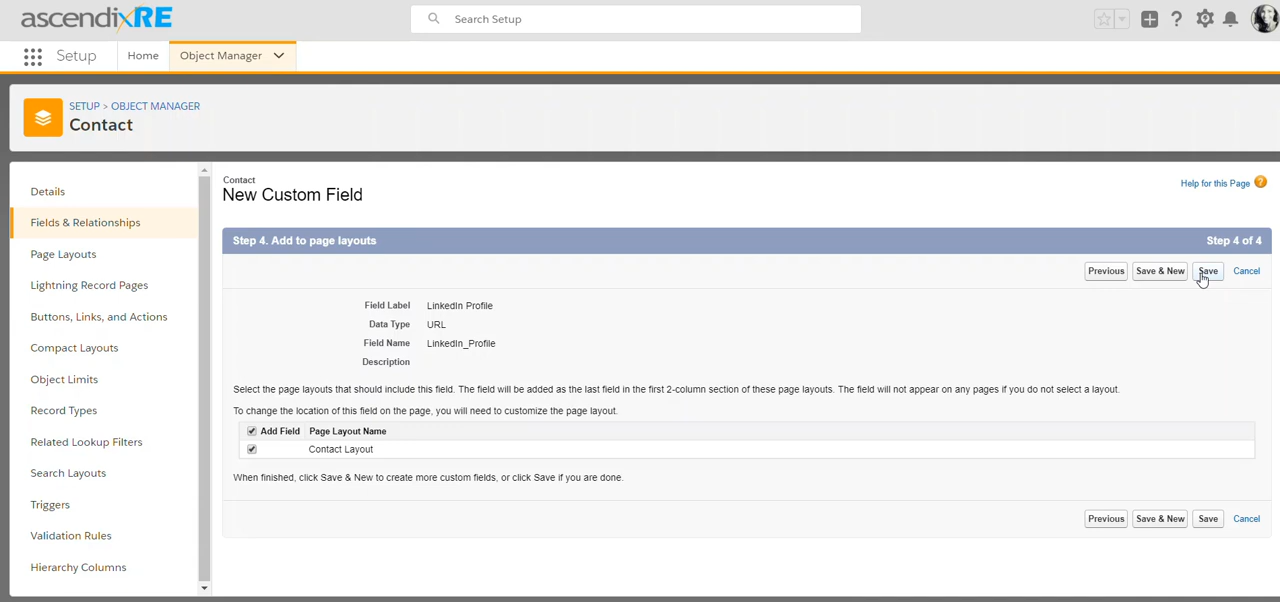 ascendixRE
Search Setup
Setup
Home
Object Manager
SETUP > OBJECT MANAGER
Contact
Details
Fields & Relationships
Page Layouts
Lightning Record Pages
Buttons, Links, and Actions
Compact Layouts
Object Limits
Record Types
Related Lookup Filters
Search Layouts
Triggers
Validation Rules
Hierarchy Columns
Contact
New Custom Field
Help for this Page ?
Step 4. Add to page layouts Step 4 of 4
Previous Save & New Save Cancel
Field Label LinkedIn Profile
Data Type URL
Field Name LinkedIn_Profile
Description
Select the page layouts that should include this field. The field will be added as the last field in the first 2-column section of these page layouts. The field will not appear on any pages if you do not select a layout.
To change the location of this field on the page, you will need to customize the page layout.
Add Field Page Layout Name
Contact Layout
When finished, click Save & New to create more custom fields, or click Save if you are done.
Previous Save & New Save Cancel